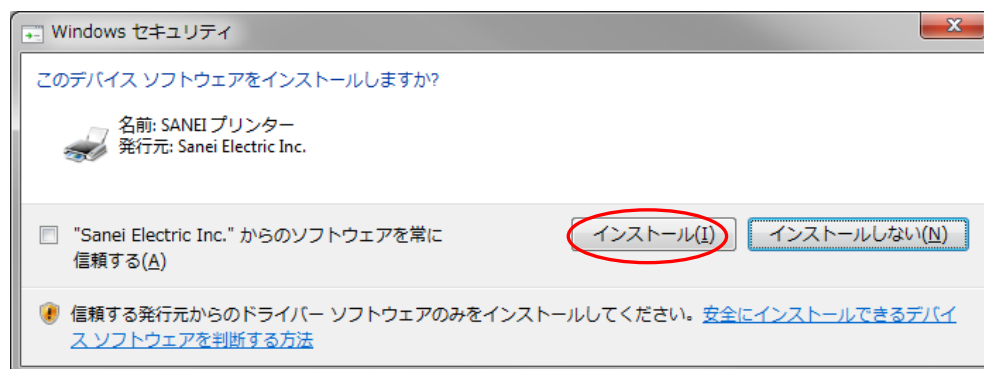 Windows セキュリティ
このデバイス ソフトウェアをインストールしますか?
名前: SANEI プリンター
発行元: Sanei Electric Inc.
"Sanei Electric Inc." からのソフトウェアを常に
信頼する(A)
インストール(I)
インストールしない(N)
信頼する発行元からのドライバー ソフトウェアのみをインストールしてください。安全にインストールできるデバイ
ス ソフトウェアを判断する方法